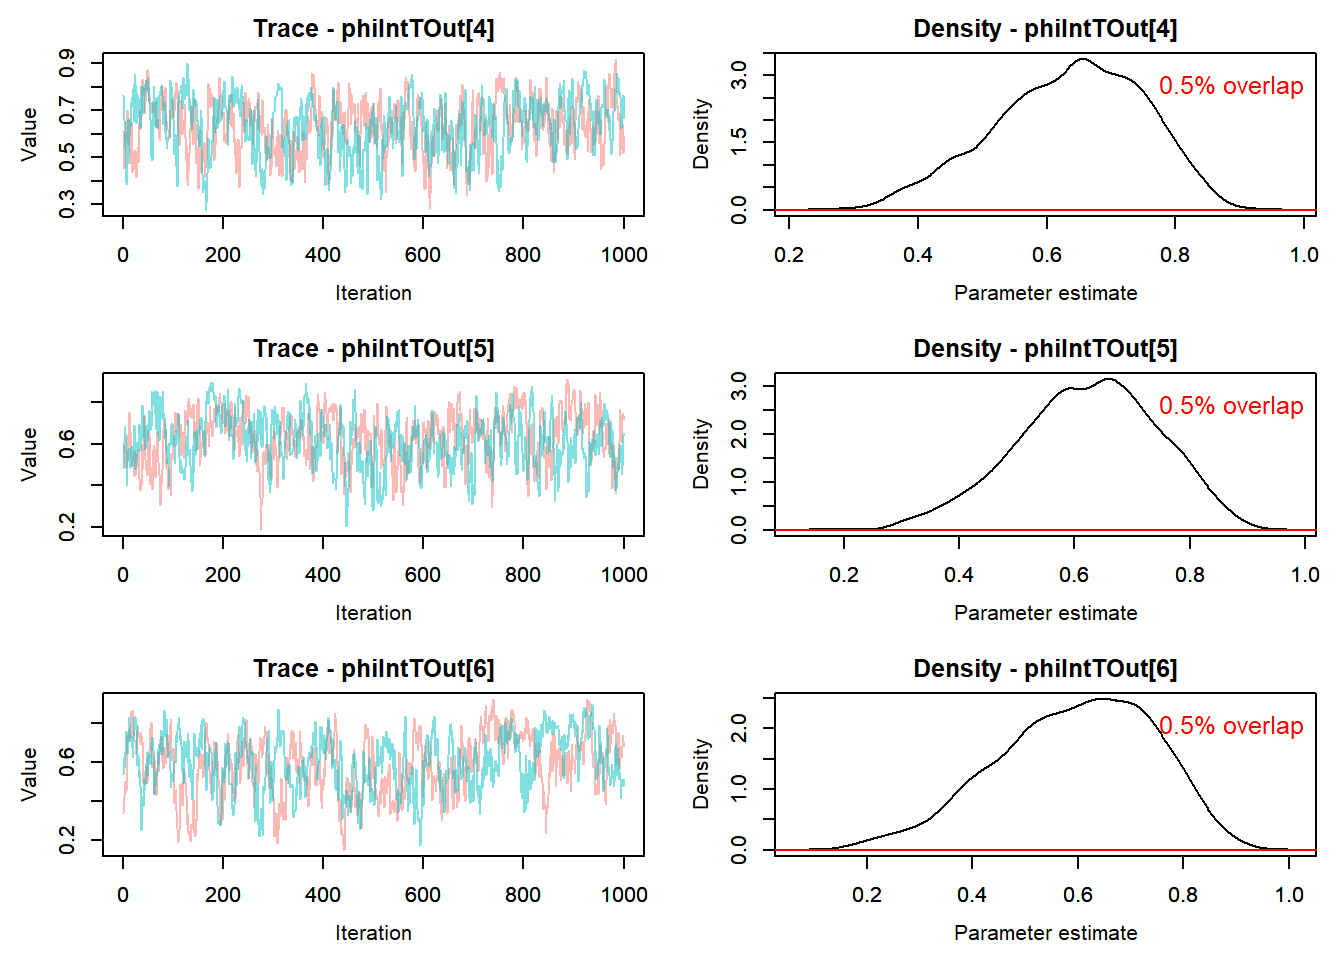 Trace - phiIntTOut[4]
Value
0.3 0.5 0.7 0.9
0 200 400 600 800 1000
Iteration
Density - phiIntTOut[4]
Density
0.0 1.5 3.0
0.5% overlap
0.2 0.4 0.6 0.8 1.0
Parameter estimate
Trace - phiIntTOut[5]
Value
0.2 0.6
0 200 400 600 800 1000
Iteration
Density - phiIntTOut[5]
Density
0.0 1.0 2.0 3.0
0.5% overlap
0.2 0.4 0.6 0.8 1.0
Parameter estimate
Trace - phiIntTOut[6]
Value
0.2 0.6
0 200 400 600 800 1000
Iteration
Density - phiIntTOut[6]
Density
0.0 1.0 2.0
0.5% overlap
0.2 0.4 0.6 0.8 1.0
Parameter estimate